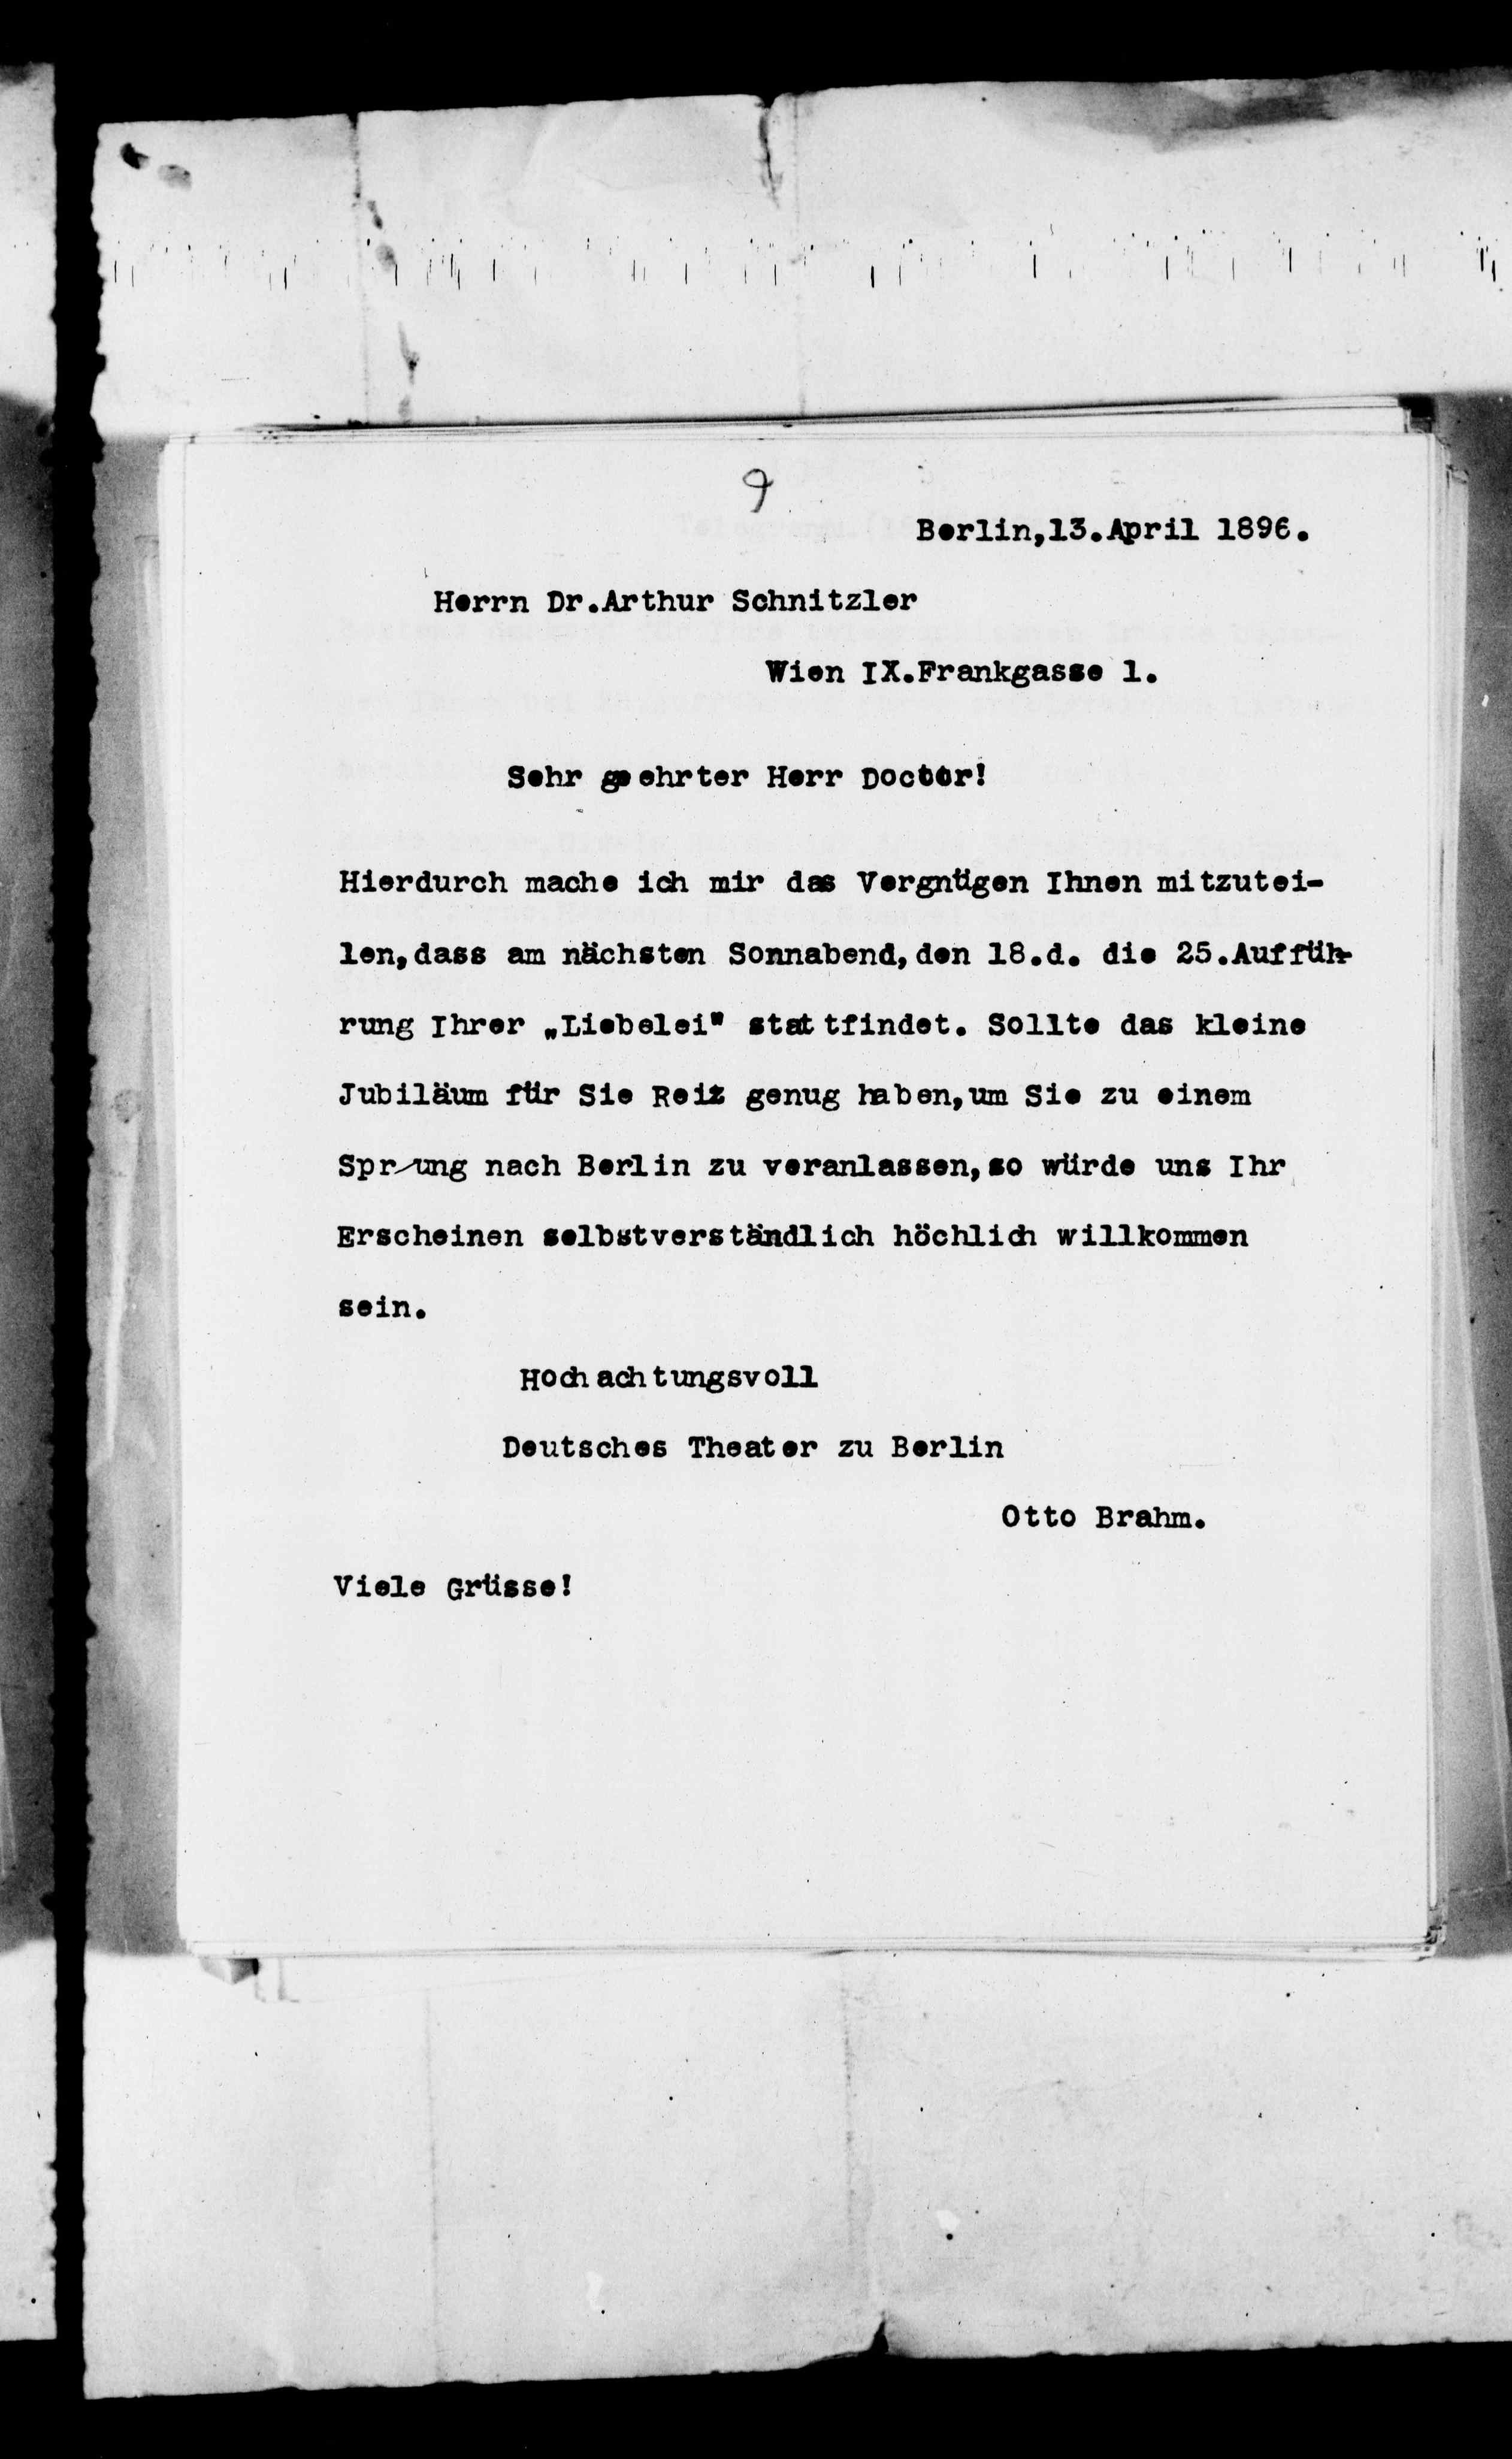 9
Berlin,13.April 1896.
Herrn Dr.Arthur Schnitzler
Wien IX.Frankgasse 1.
Sehr geehrter Herr Doctor!
Hierdurch mache ich mir das Vergnügen Ihnen mitzutei-
len,dass am nächsten Sonnabend,den 18.d. die 25.Auffüh-
rung Ihrer „Liebelei" stattfindet. Sollte das kleine
Jubiläum für Sie Reiz genug haben,um Sie zu einem
Sprung nach Berlin zu veranlassen,so würde uns Ihr
Erscheinen selbstverständlich höchlich willkommen
sein.
Hochachtungsvoll
Deutsches Theater zu Berlin
Otto Brahm.
Viele Grüsse!